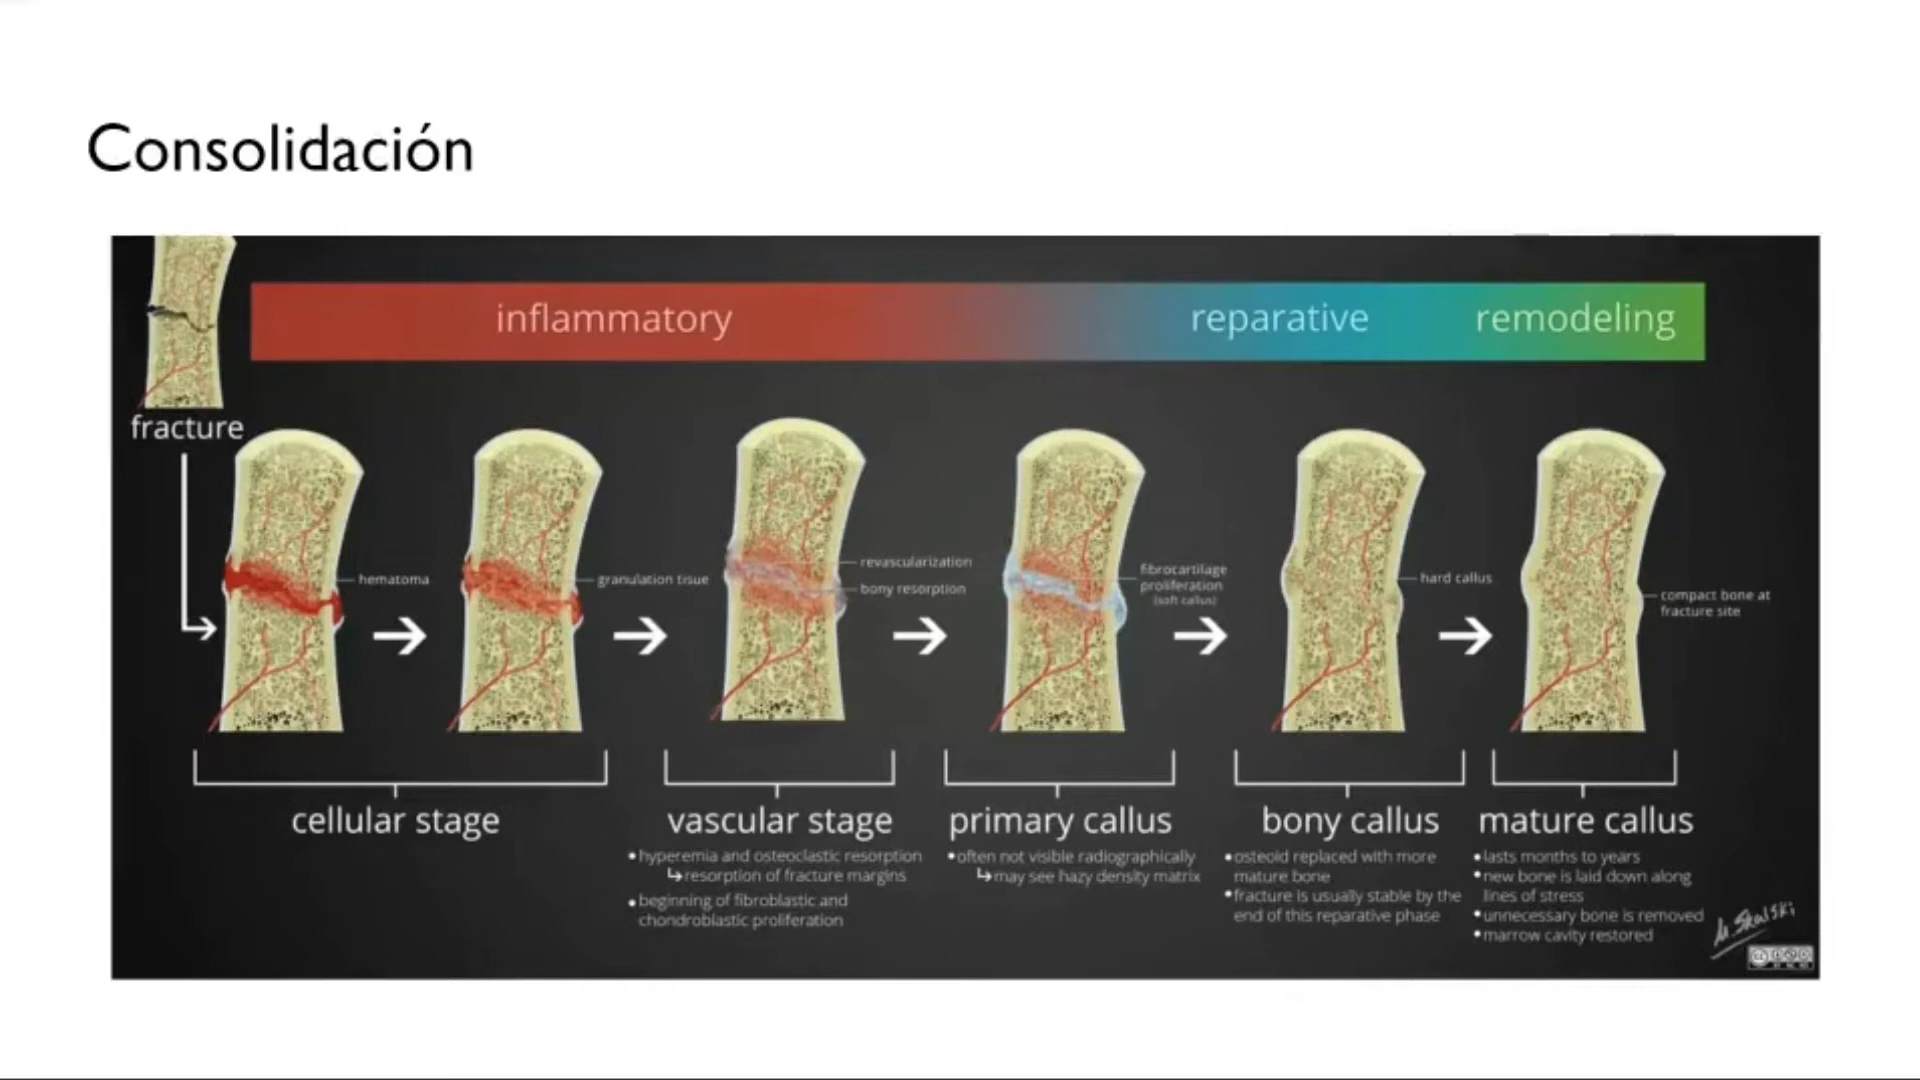 Consolidación
inflammatory
reparative
remodeling
fracture
hematoma
granulation tisue
revascularization
bony resorption
fibrocartilage
proliferation
(soft callus)
hard callus
compact bone at
fracture site
cellular stage
vascular stage
•hyperemia and osteoclastic resorption
↳resorption of fracture margins
•beginning of fibroblastic and
chondroblastic proliferation
primary callus
•often not visible radiographically
↳may see hazy density matrix
bony callus
•osteoid replaced with more
mature bone
•fracture is usually stable by the
end of this reparative phase
mature callus
•lasts months to years
•new bone is laid down along
lines of stress
•unnecessary bone is removed
•marrow cavity restored
M. Skalski